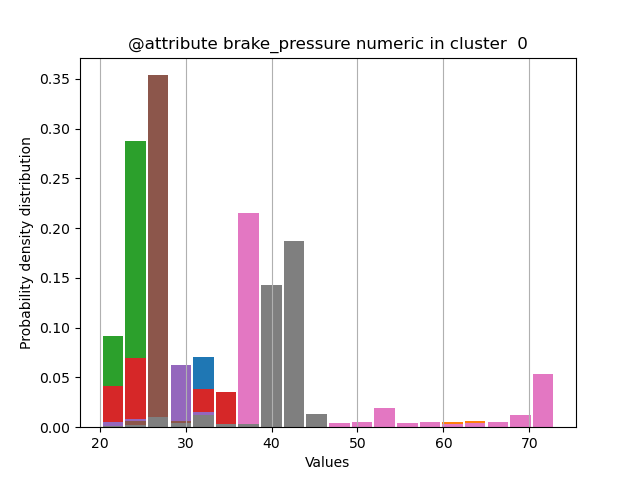 @attribute brake_pressure numeric in cluster  0
Probability density distribution
0.35
0.30
0.25
0.20
0.15
0.10
0.05
0.00
20 30 40 50 60 70
Values